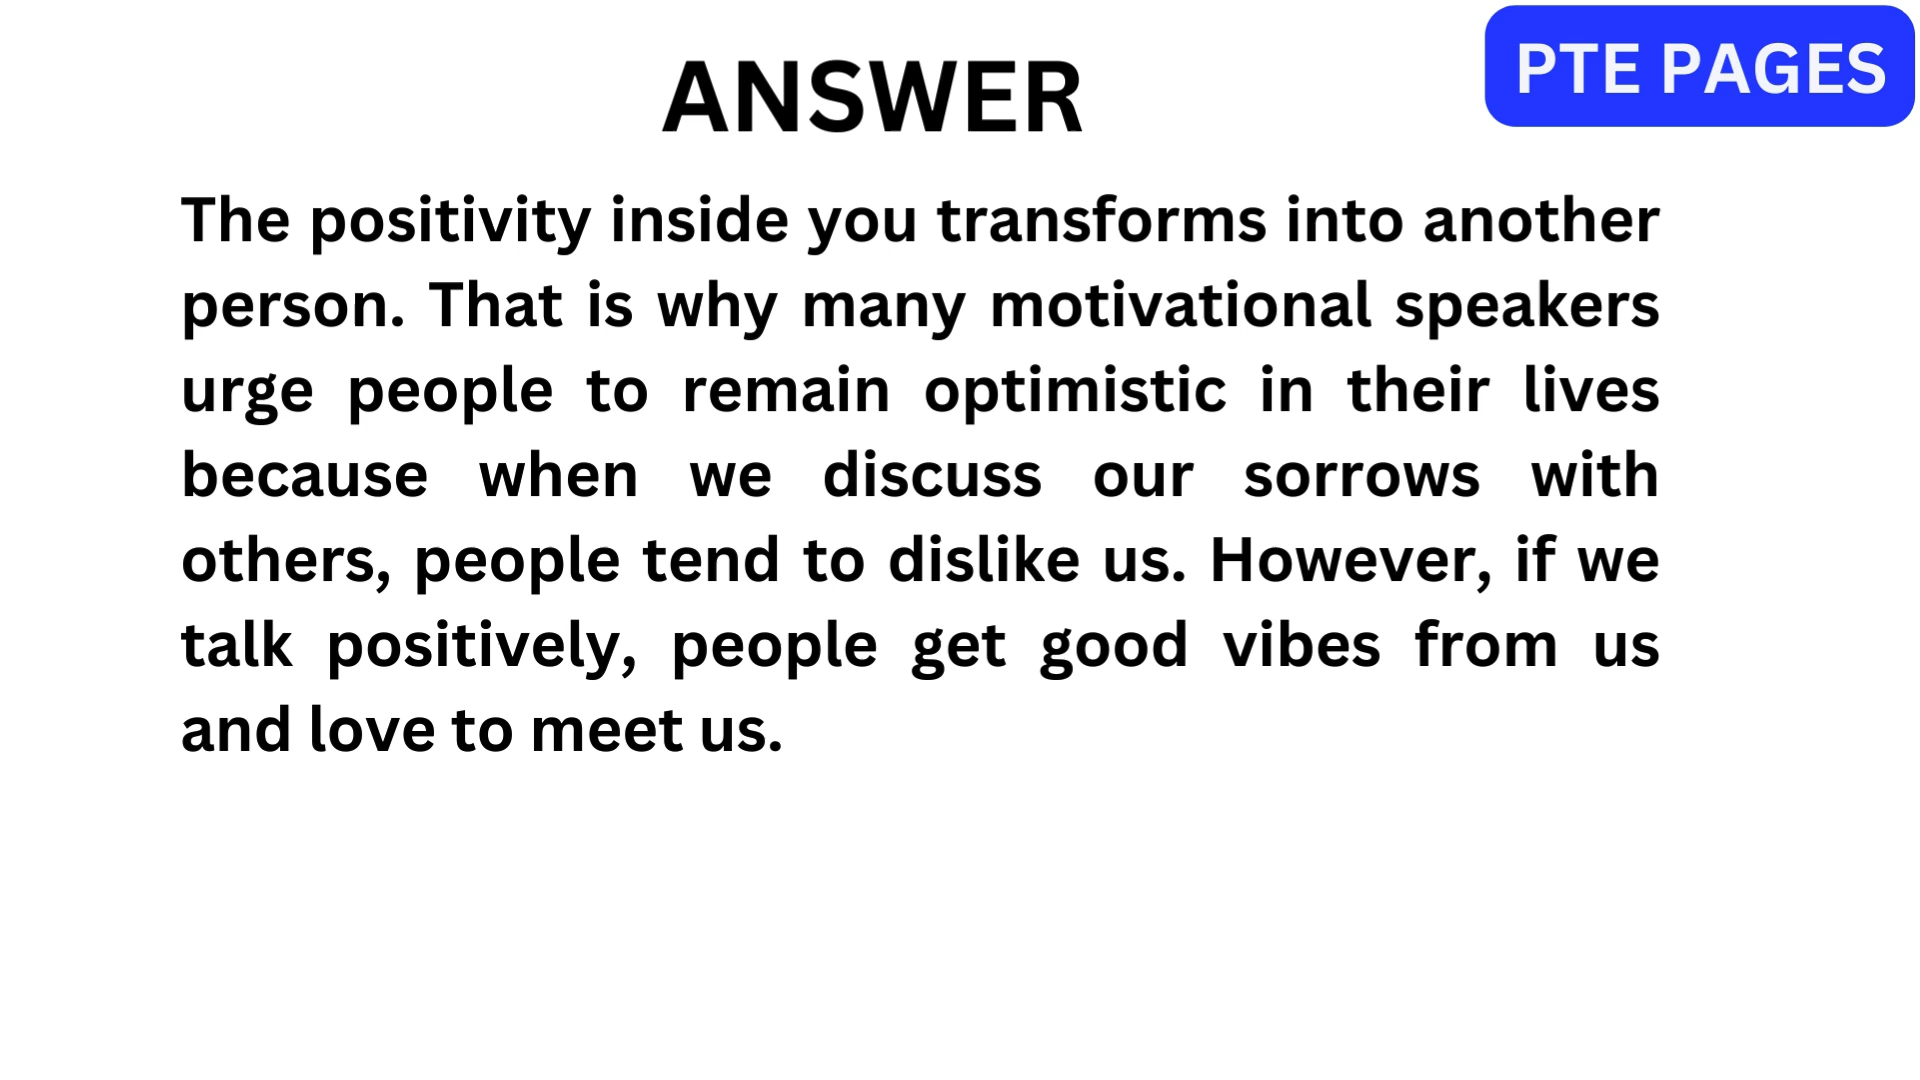 PTE PAGES
ANSWER
The positivity inside you transforms into another
person. That is why many motivational speakers
urge people to remain optimistic in their lives
because when we discuss our sorrows with
others, people tend to dislike us. However, if we
talk positively, people get good vibes from us
and love to meet us.